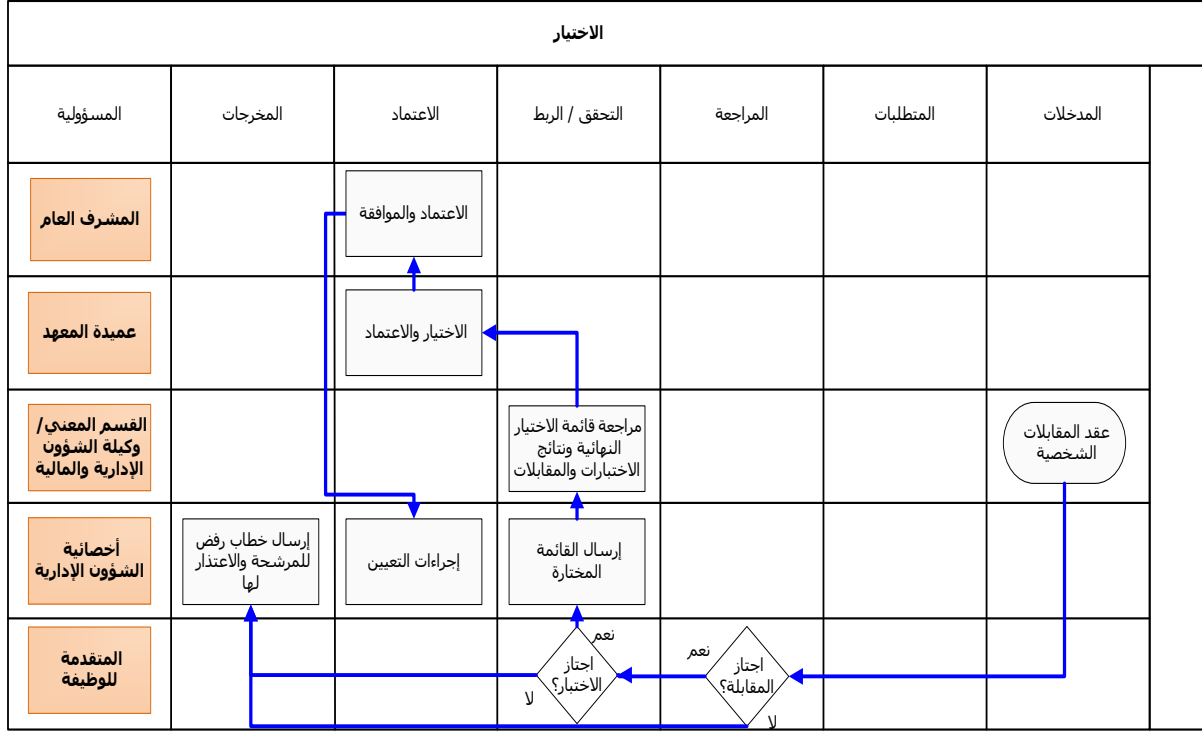 الاختيار
المدخلات
المتطلبات
المراجعة
التحقق / الربط
الاعتماد
المخرجات
المسؤولية
الاعتماد والموافقة
المشرف العام
الاختيار والاعتماد
عميدة المعهد
عقد المقابلات
الشخصية
مراجعة قائمة الاختيار
النهائية ونتائج
الاختبارات والمقابلات
القسم المعني/
وكيلة الشؤون
الإدارية والمالية
إرسال القائمة
المختارة
إجراءات التعيين
إرسال خطاب رفض
للمرشحة والاعتذار
لها
أخصائية
الشؤون الإدارية
اجتاز
المقابلة؟
نعم
لا
اجتاز
الاختبار؟
نعم
لا
المتقدمة
للوظيفة